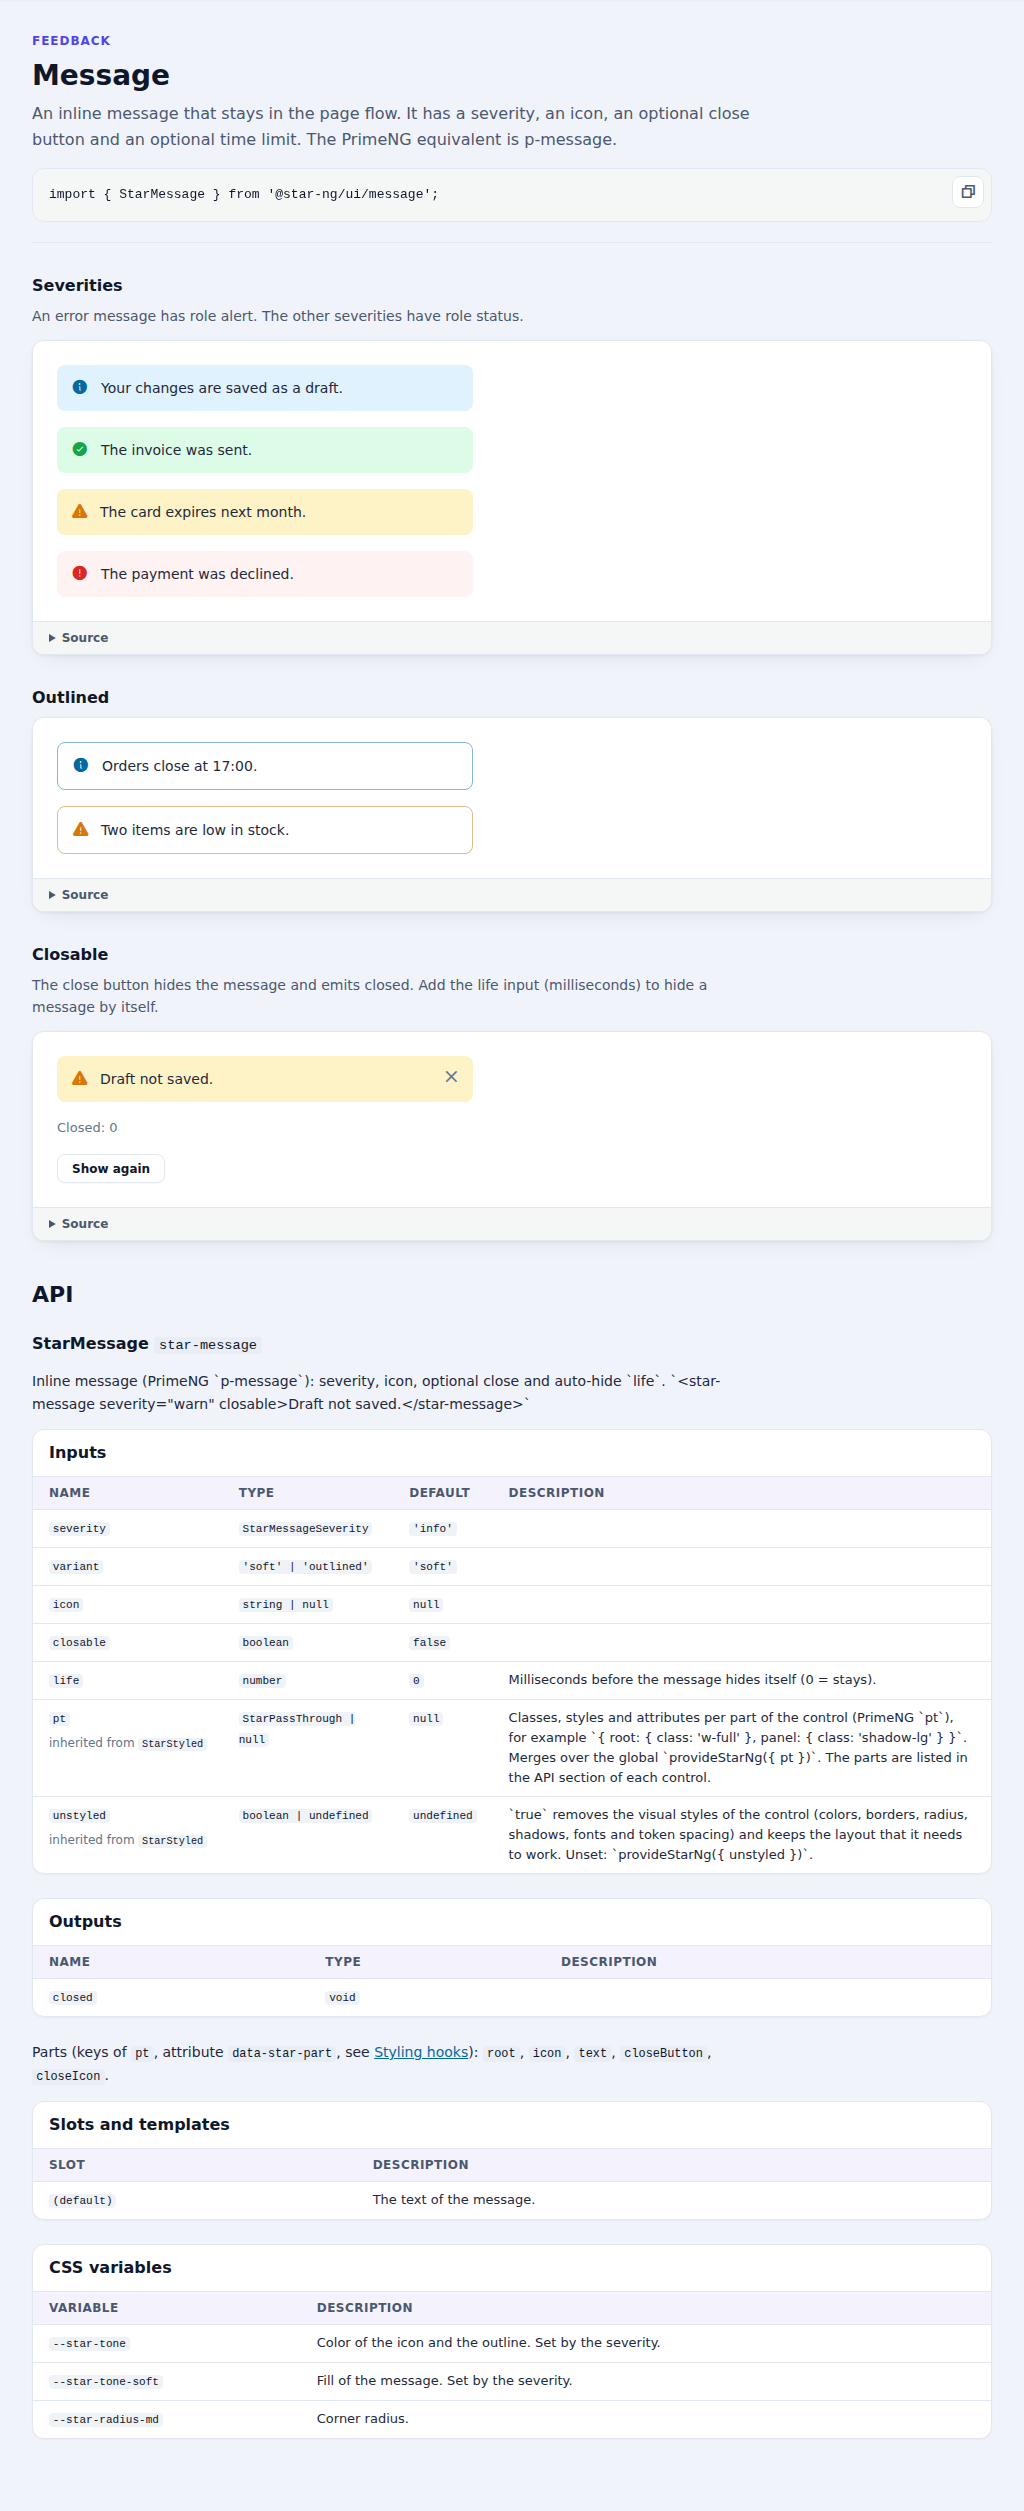 FEEDBACK
Message
An inline message that stays in the page flow. It has a severity, an icon, an optional close
button and an optional time limit. The PrimeNG equivalent is p-message.
import { StarMessage } from '@star-ng/ui/message';
Severities
An error message has role alert. The other severities have role status.
Your changes are saved as a draft.
The invoice was sent.
The card expires next month.
The payment was declined.
Source
Outlined
Orders close at 17:00.
Two items are low in stock.
Source
Closable
The close button hides the message and emits closed. Add the life input (milliseconds) to hide a
message by itself.
Draft not saved.
Closed: 0
Show again
Source
API
StarMessage star-message
Inline message (PrimeNG `p-message`): severity, icon, optional close and auto-hide `life`. `<star-
message severity="warn" closable>Draft not saved.</star-message>`
Inputs
NAME TYPE DEFAULT DESCRIPTION
severity StarMessageSeverity 'info'
variant 'soft' | 'outlined' 'soft'
icon string | null null
closable boolean false
life number 0 Milliseconds before the message hides itself (0 = stays).
pt StarPassThrough | null null Classes, styles and attributes per part of the control (PrimeNG `pt`),
inherited from StarStyled for example `{ root: { class: 'w-full' }, panel: { class: 'shadow-lg' } }`.
Merges over the global `provideStarNg({ pt })`. The parts are listed in
the API section of each control.
unstyled boolean | undefined undefined `true` removes the visual styles of the control (colors, borders, radius,
inherited from StarStyled shadows, fonts and token spacing) and keeps the layout that it needs
to work. Unset: `provideStarNg({ unstyled })`.
Outputs
NAME TYPE DESCRIPTION
closed void
Parts (keys of pt, attribute data-star-part, see Styling hooks): root, icon, text, closeButton,
closeIcon.
Slots and templates
SLOT DESCRIPTION
(default) The text of the message.
CSS variables
VARIABLE DESCRIPTION
--star-tone Color of the icon and the outline. Set by the severity.
--star-tone-soft Fill of the message. Set by the severity.
--star-radius-md Corner radius.